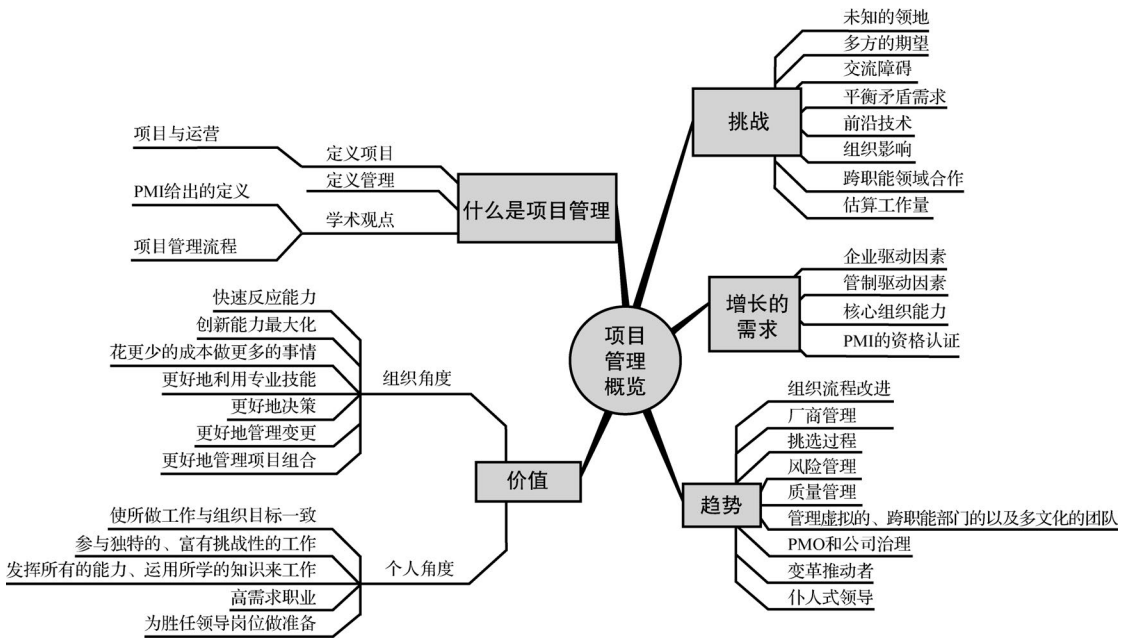 项目
管理
概览
什么是项目管理
定义项目
项目与运营
定义管理
学术观点
PMI给出的定义
项目管理流程
挑战
未知的领地
多方的期望
交流障碍
平衡矛盾需求
前沿技术
组织影响
跨职能领域合作
估算工作量
增长的
需求
企业驱动因素
管制驱动因素
核心组织能力
PMI的资格认证
趋势
组织流程改进
厂商管理
挑选过程
风险管理
质量管理
管理虚拟的、跨职能部门的以及多文化的团队
PMO和公司治理
变革推动者
仆人式领导
价值
组织角度
快速反应能力
创新能力最大化
花更少的成本做更多的事情
更好地利用专业技能
更好地决策
更好地管理变更
更好地管理项目组合
个人角度
使所做工作与组织目标一致
参与独特的、富有挑战性的工作
发挥所有的能力、运用所学的知识来工作
高需求职业
为胜任领导岗位做准备